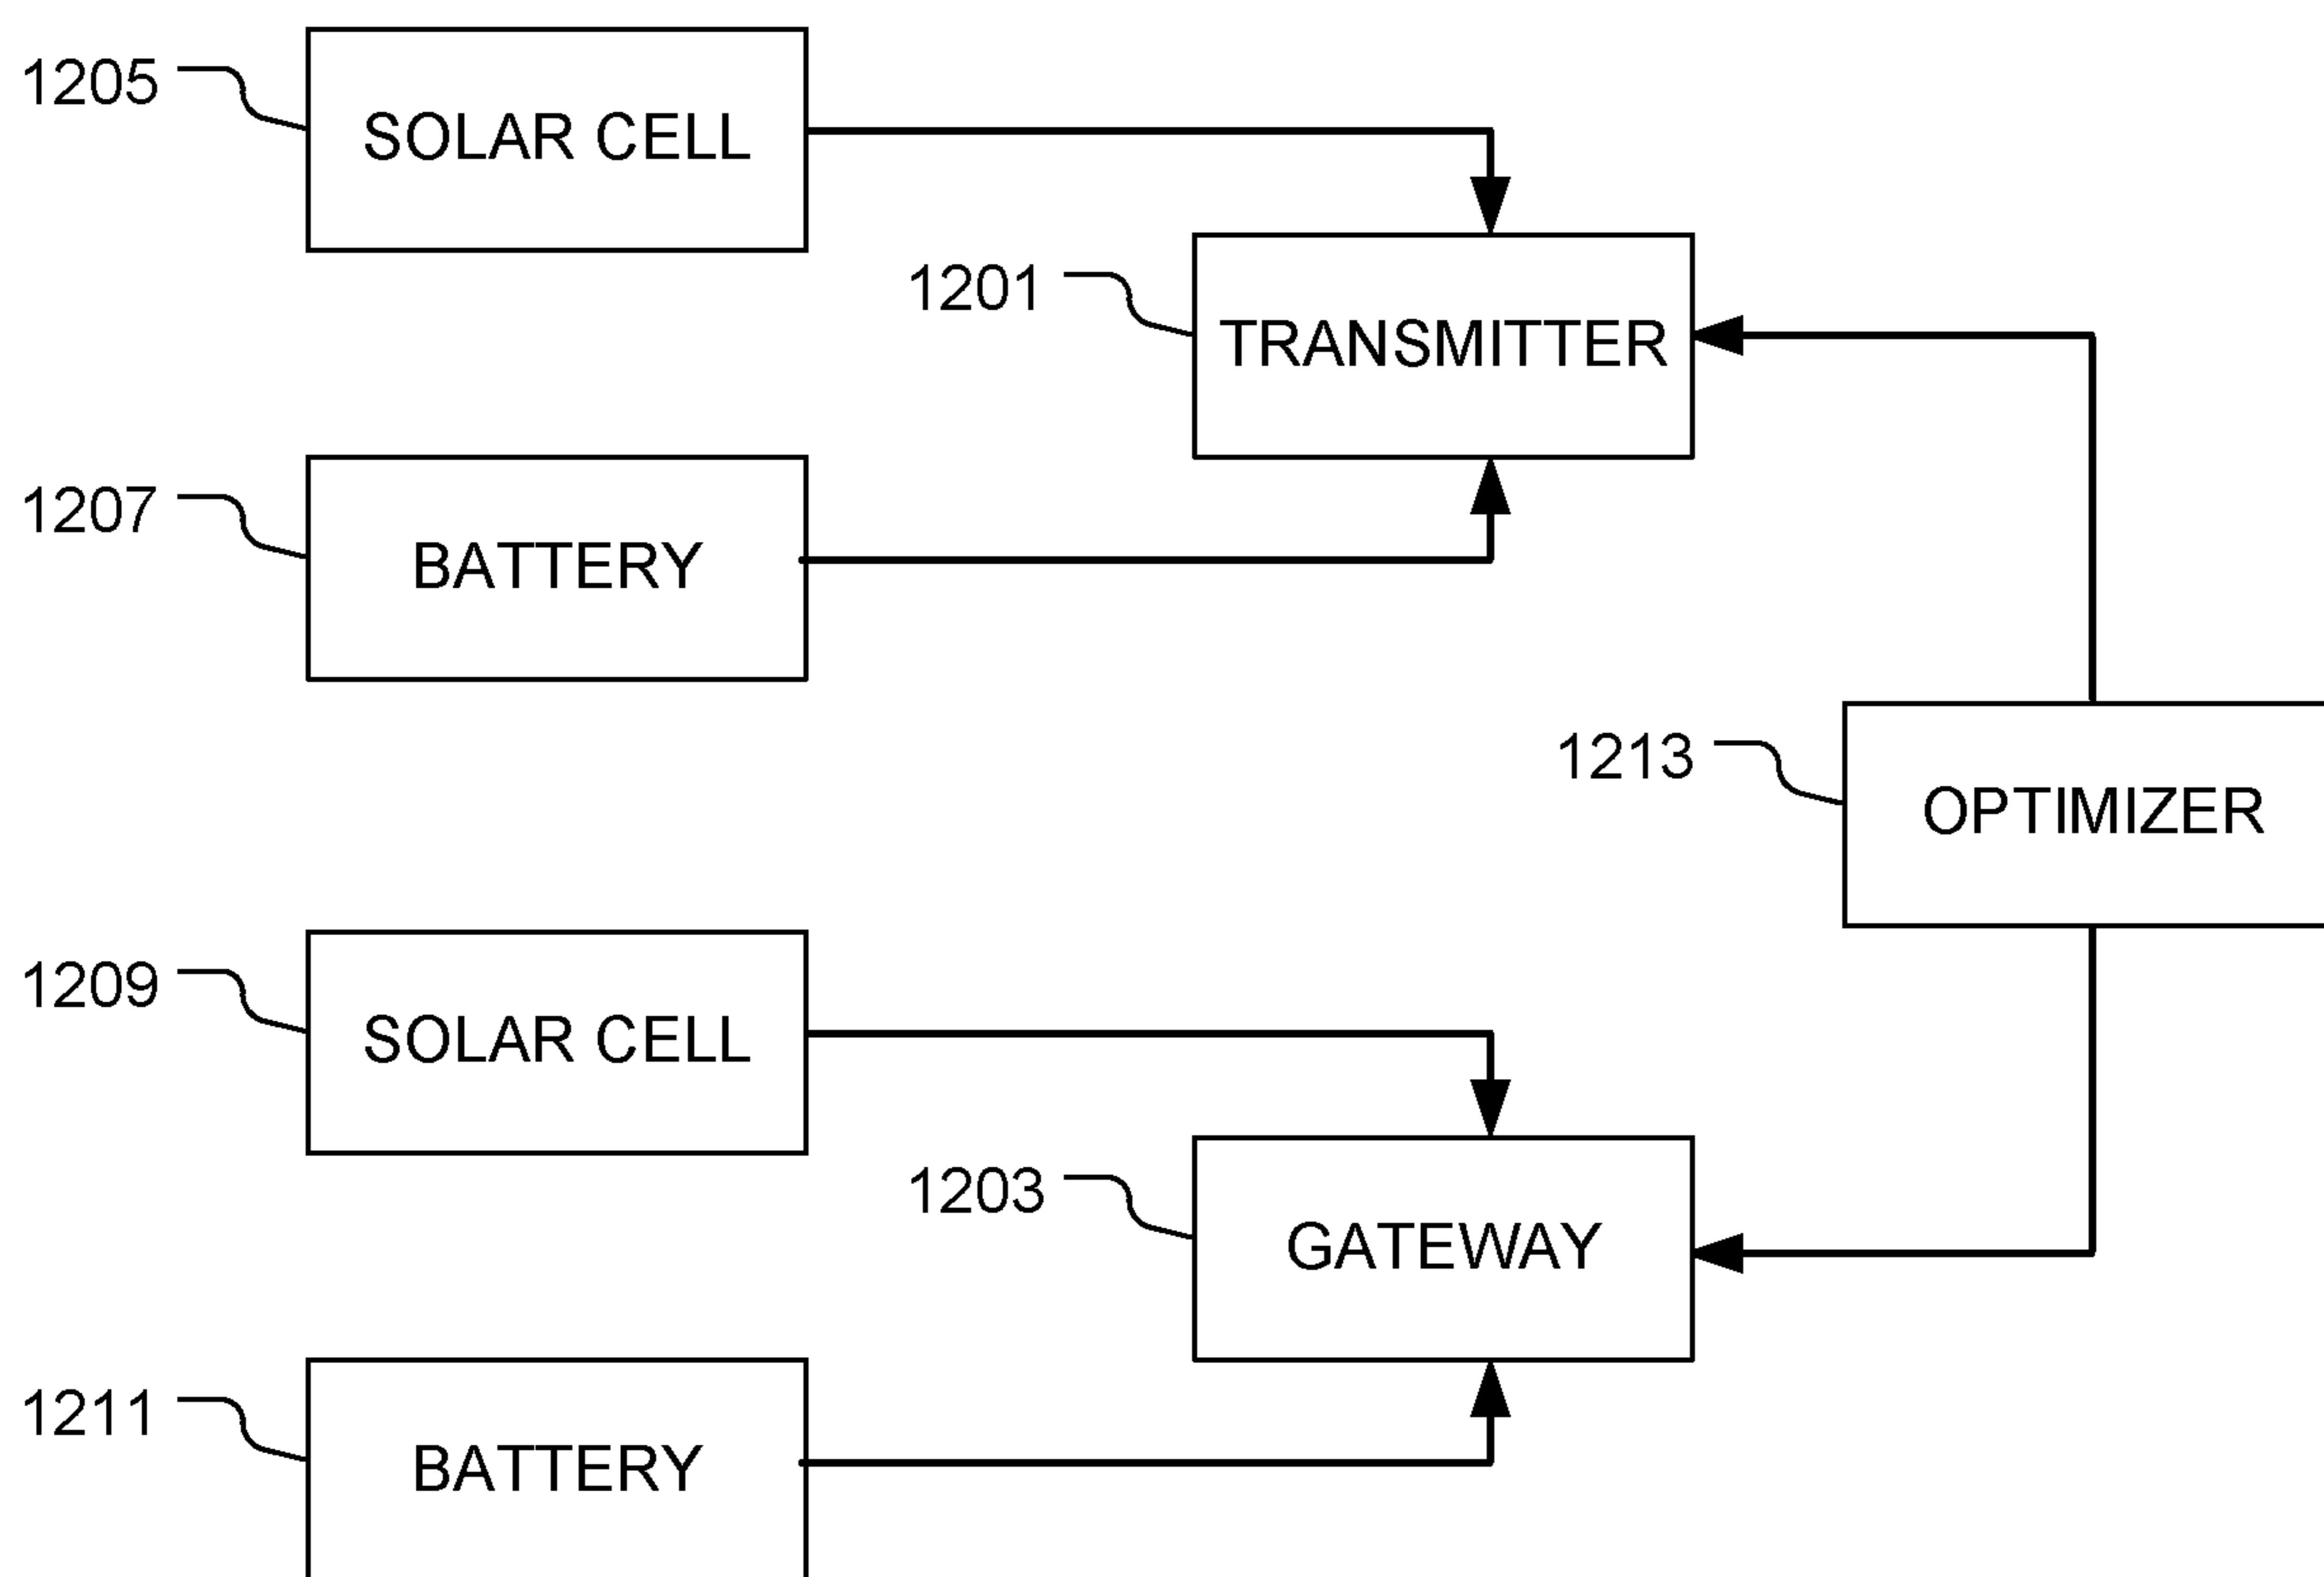 1205
SOLAR CELL
1201
TRANSMITTER
1207
BATTERY
1213
OPTIMIZER
1209
SOLAR CELL
1203
GATEWAY
1211
BATTERY